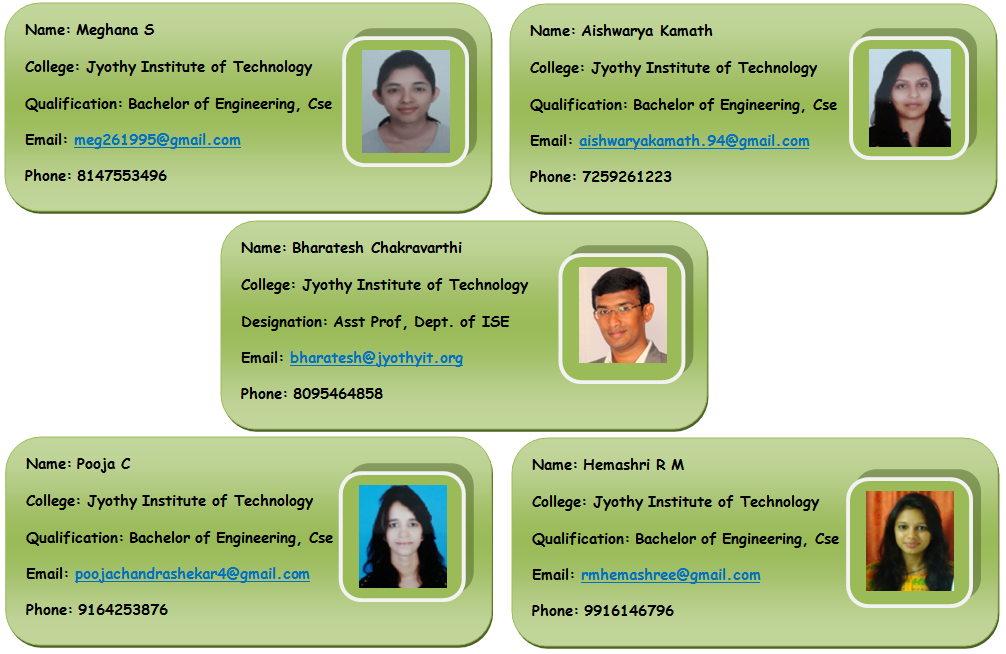 Name: Meghana S
College: Jyothy Institute of Technology
Qualification: Bachelor of Engineering, Cse
Email: meg261995@gmail.com
Phone: 8147553496
Name: Aishwarya Kamath
College: Jyothy Institute of Technology
Qualification: Bachelor of Engineering, Cse
Email: aishwaryakamath.94@gmail.com
Phone: 7259261223
Name: Bharatesh Chakravarthi
College: Jyothy Institute of Technology
Designation: Asst Prof, Dept. of ISE
Email: bharatesh@jyothyit.org
Phone: 8095464858
Name: Pooja C
College: Jyothy Institute of Technology
Qualification: Bachelor of Engineering, Cse
Email: poojachandrashekar4@gmail.com
Phone: 9164253876
Name: Hemashri R M
College: Jyothy Institute of Technology
Qualification: Bachelor of Engineering, Cse
Email: rmhemashree@gmail.com
Phone: 9916146796